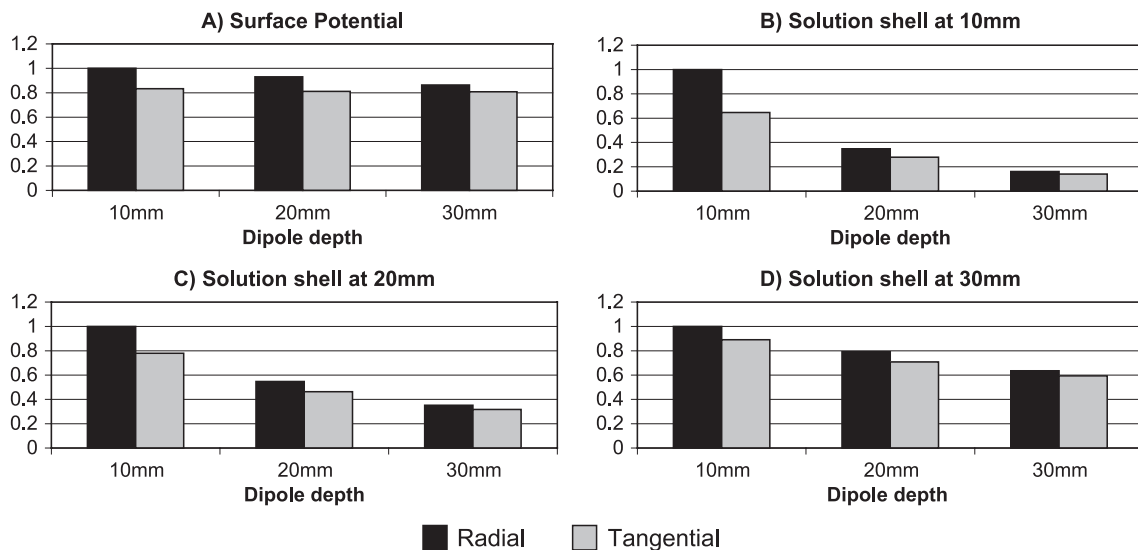 A) Surface Potential
1.2
1
0.8
0.6
0.4
0.2
0
10mm 20mm 30mm
Dipole depth
B) Solution shell at 10mm
1.2
1
0.8
0.6
0.4
0.2
0
10mm 20mm 30mm
Dipole depth
C) Solution shell at 20mm
1.2
1
0.8
0.6
0.4
0.2
0
10mm 20mm 30mm
Dipole depth
D) Solution shell at 30mm
1.2
1
0.8
0.6
0.4
0.2
0
10mm 20mm 30mm
Dipole depth
Radial Tangential